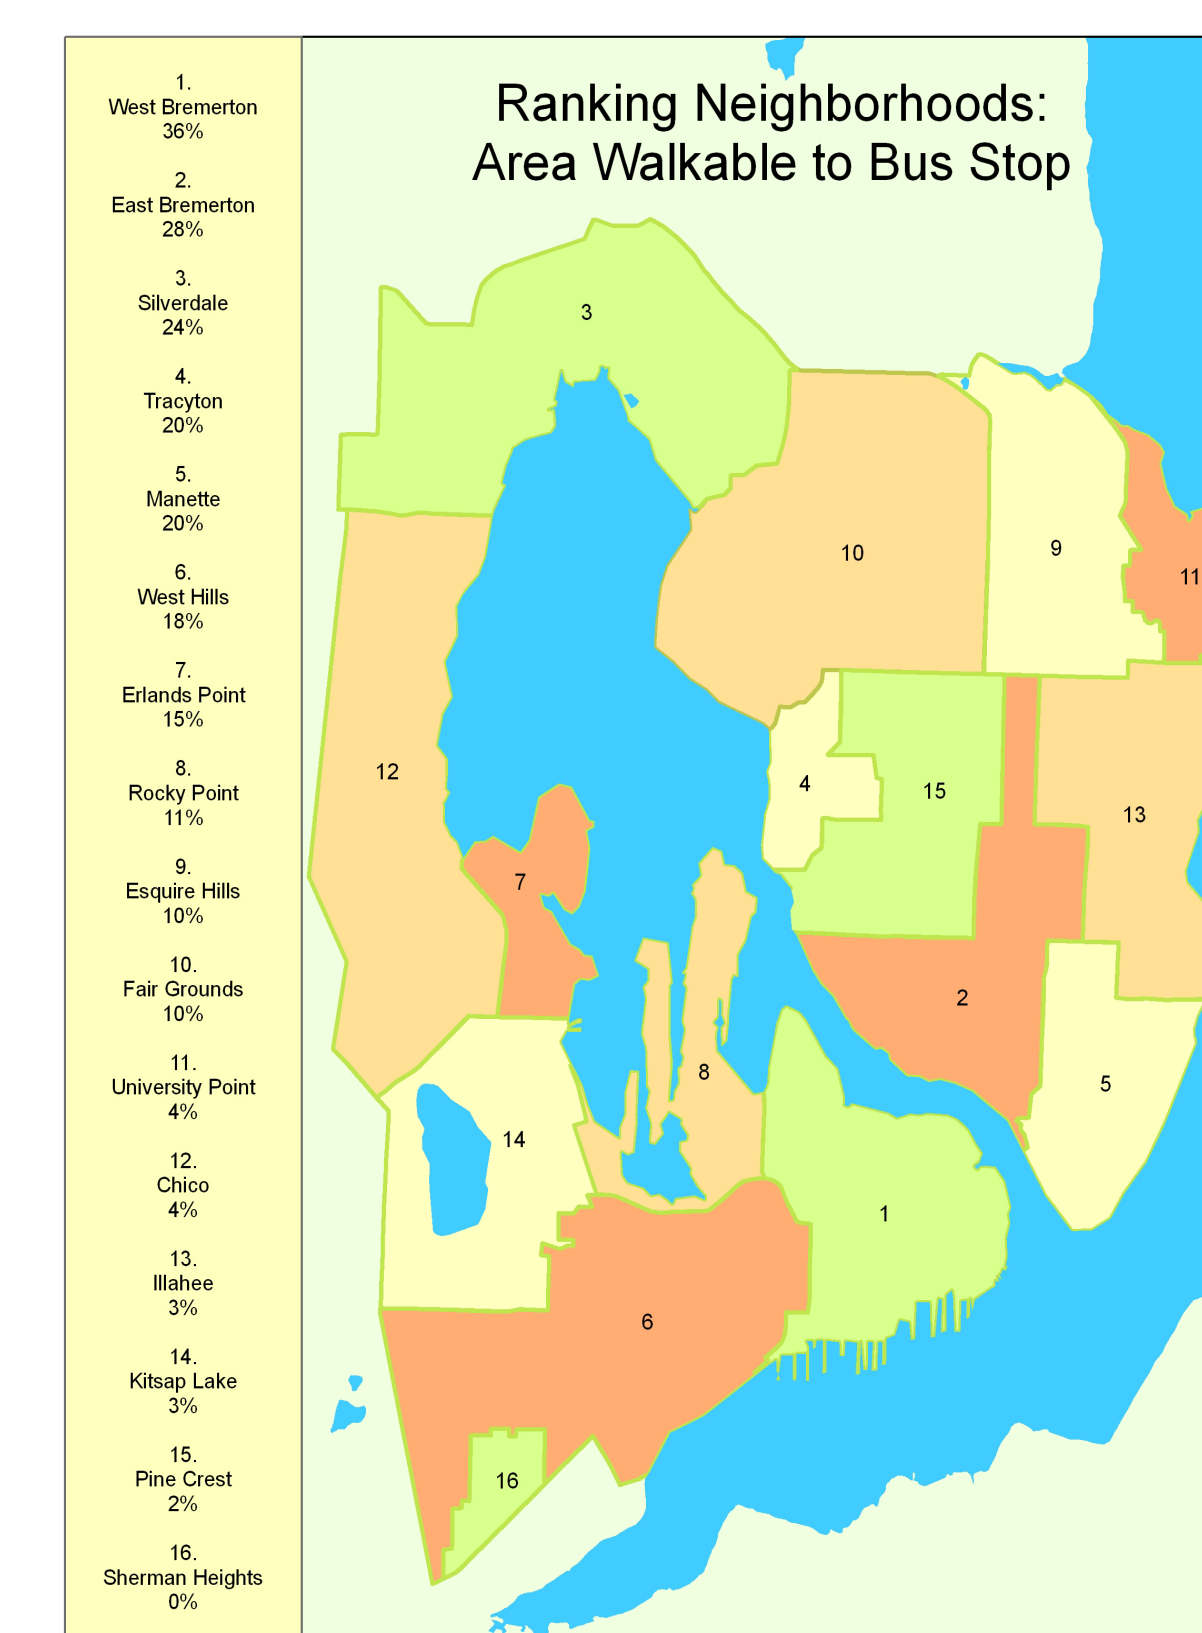 Ranking Neighborhoods:
Area Walkable to Bus Stop
1.
West Bremerton
36%
2.
East Bremerton
28%
3.
Silverdale
24%
4.
Tracyton
20%
5.
Manette
20%
6.
West Hills
18%
7.
Erlands Point
15%
8.
Rocky Point
11%
9.
Esquire Hills
10%
10.
Fair Grounds
10%
11.
University Point
4%
12.
Chico
4%
13.
Illahee
3%
14.
Kitsap Lake
3%
15.
Pine Crest
2%
16.
Sherman Heights
0%
3
10
9
11
12
4
15
13
7
2
8
5
14
1
6
16